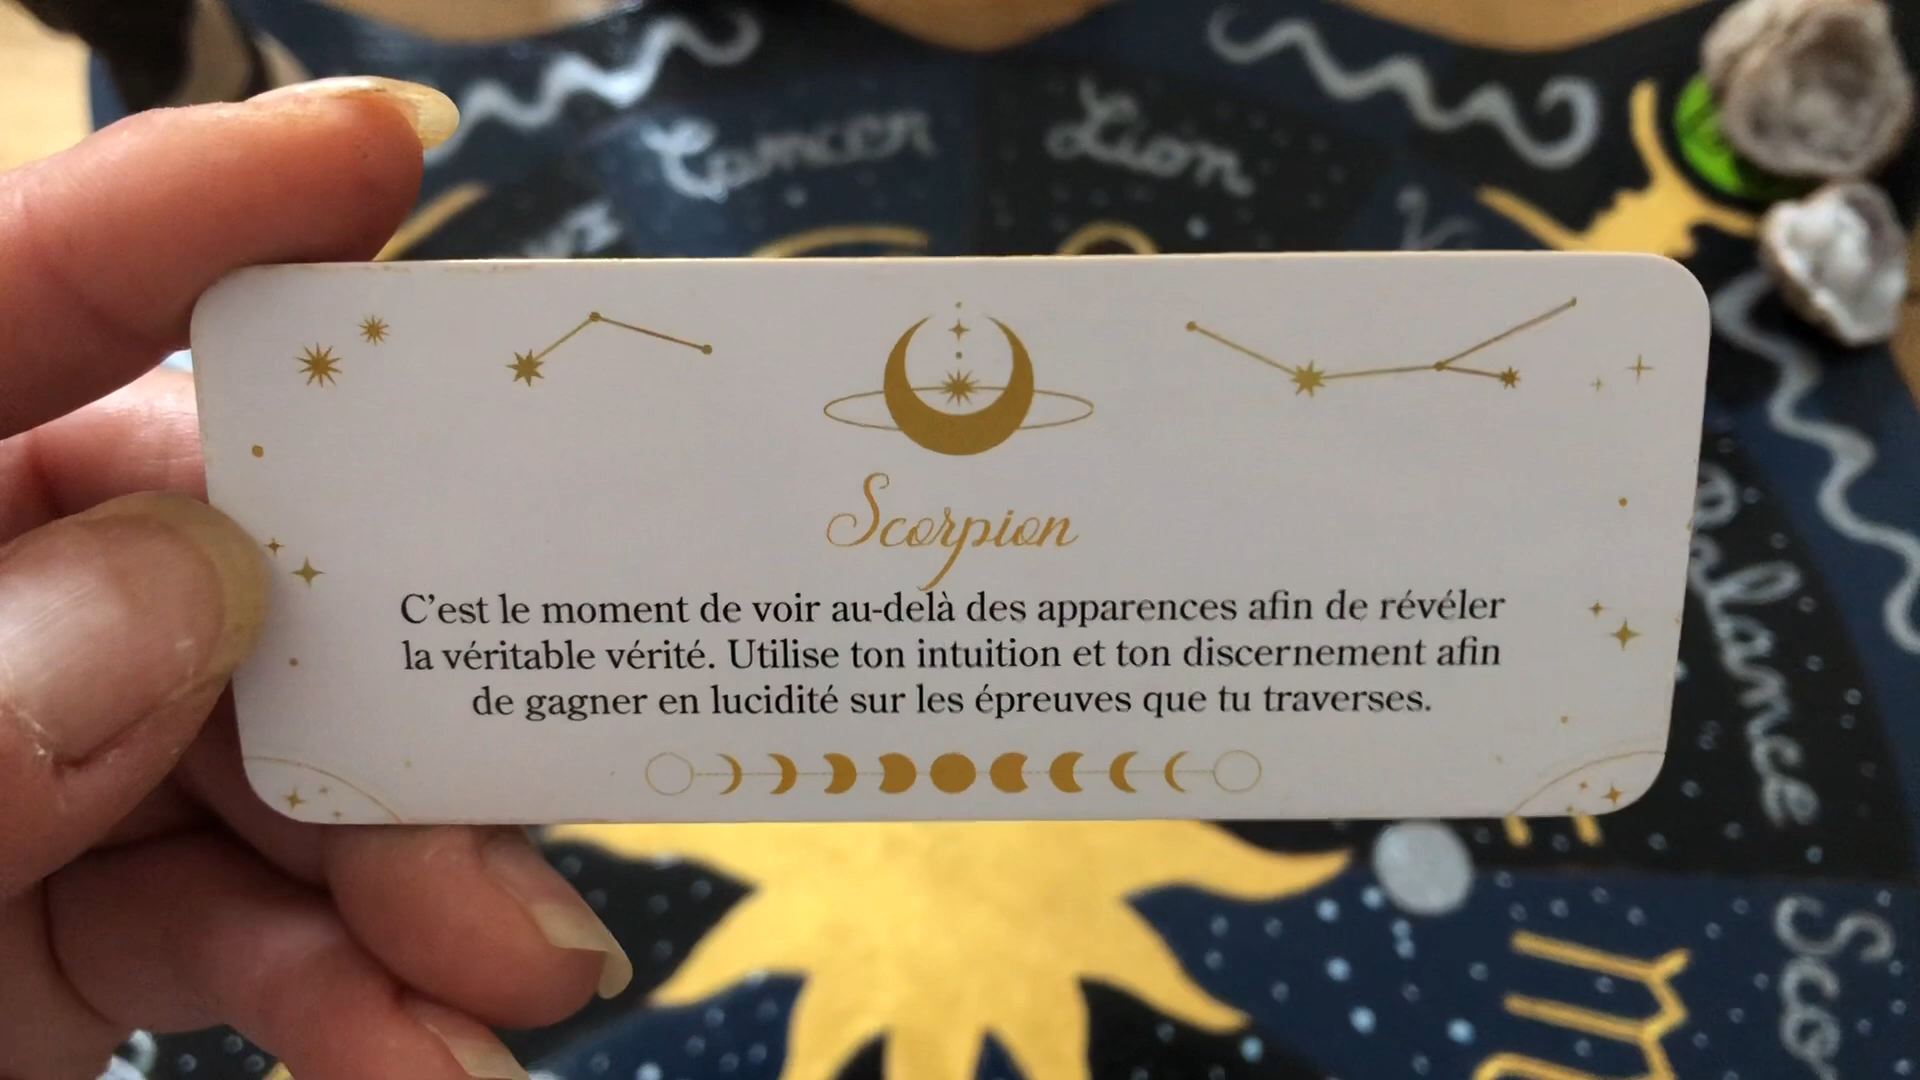 Cancer
Lion
Scorpion
C’est le moment de voir au-delà des apparences afin de révéler
la véritable vérité. Utilise ton intuition et ton discernement afin
de gagner en lucidité sur les épreuves que tu traverses.
Balance
Sco